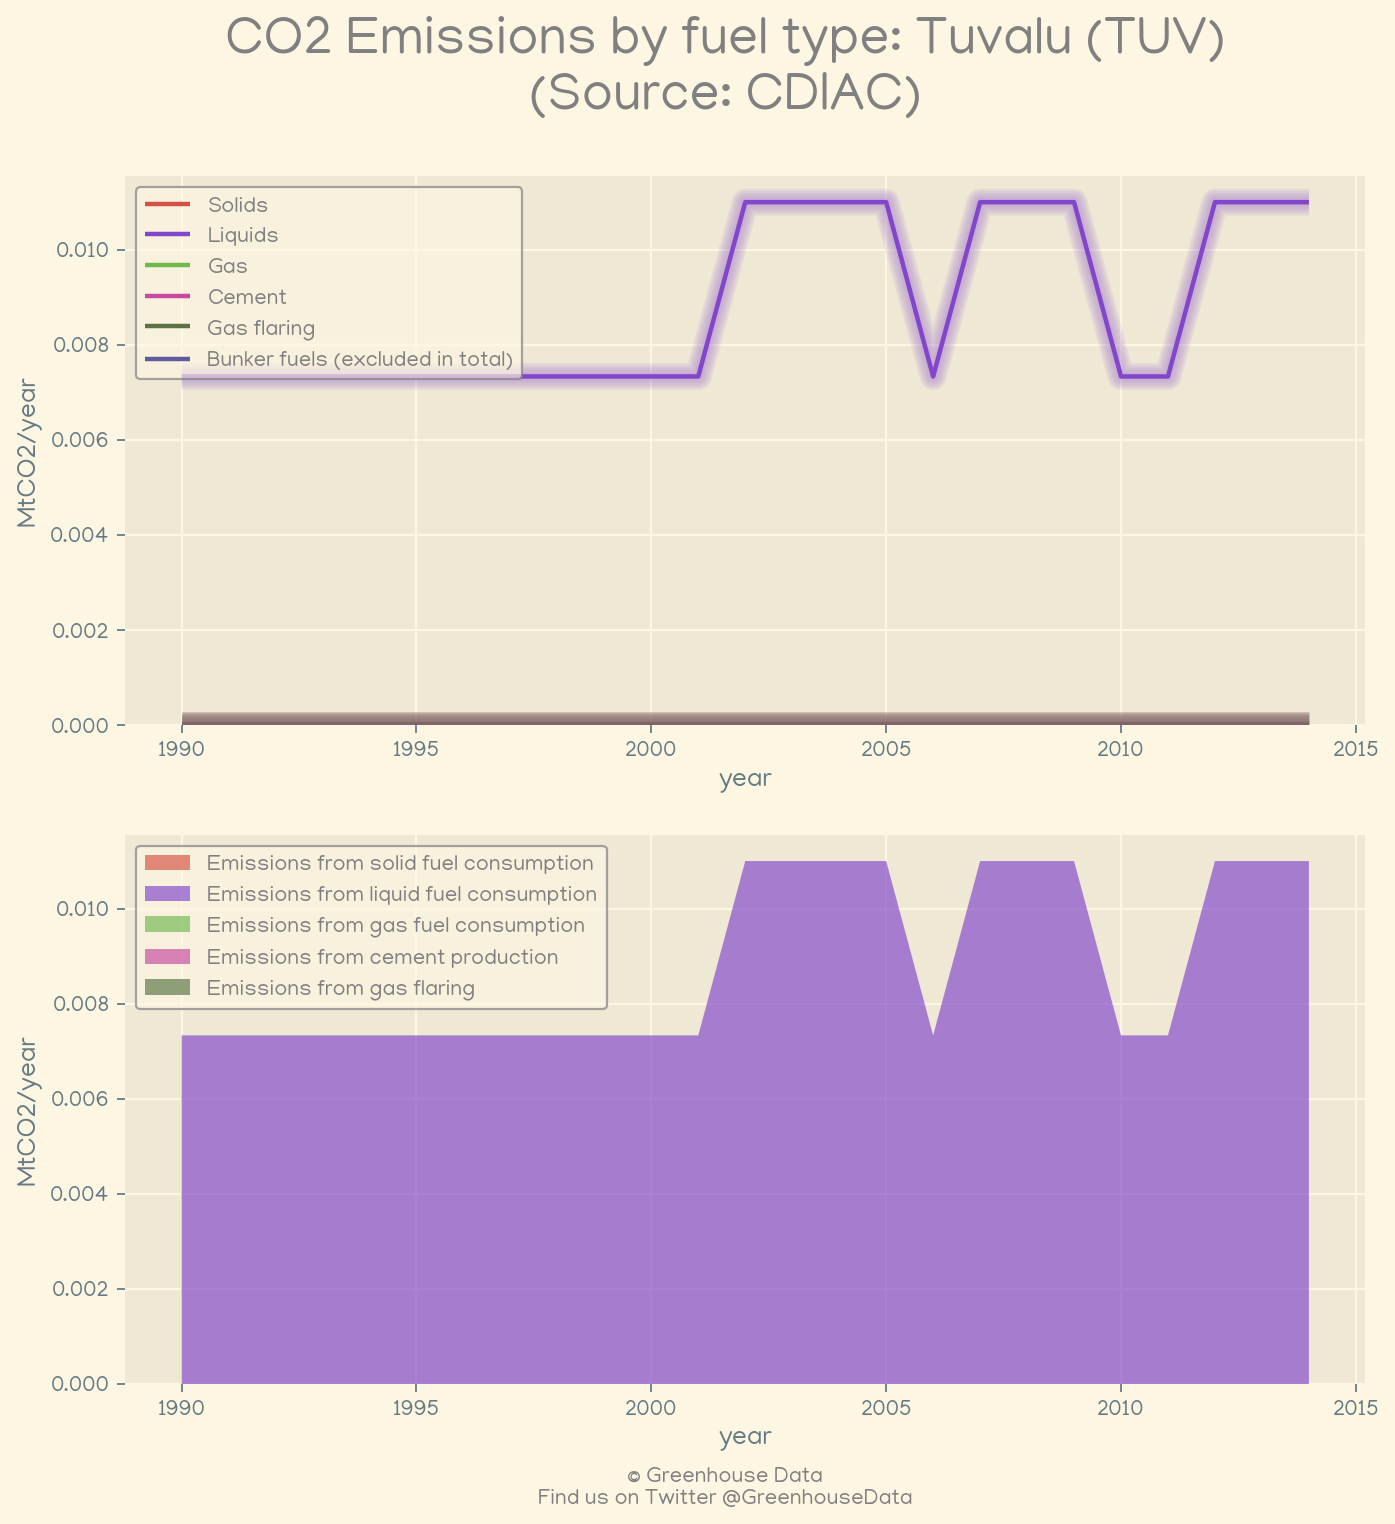 CO2 Emissions by fuel type: Tuvalu (TUV)
(Source: CDIAC)
Solids
Liquids
Gas
Cement
Gas flaring
Bunker fuels (excluded in total)
0.010
0.008
0.006
0.004
0.002
0.000
MtCO2/year
1990 1995 2000 2005 2010 2015
year
Emissions from solid fuel consumption
Emissions from liquid fuel consumption
Emissions from gas fuel consumption
Emissions from cement production
Emissions from gas flaring
0.010
0.008
0.006
0.004
0.002
0.000
MtCO2/year
1990 1995 2000 2005 2010 2015
year
© Greenhouse Data
Find us on Twitter @GreenhouseData